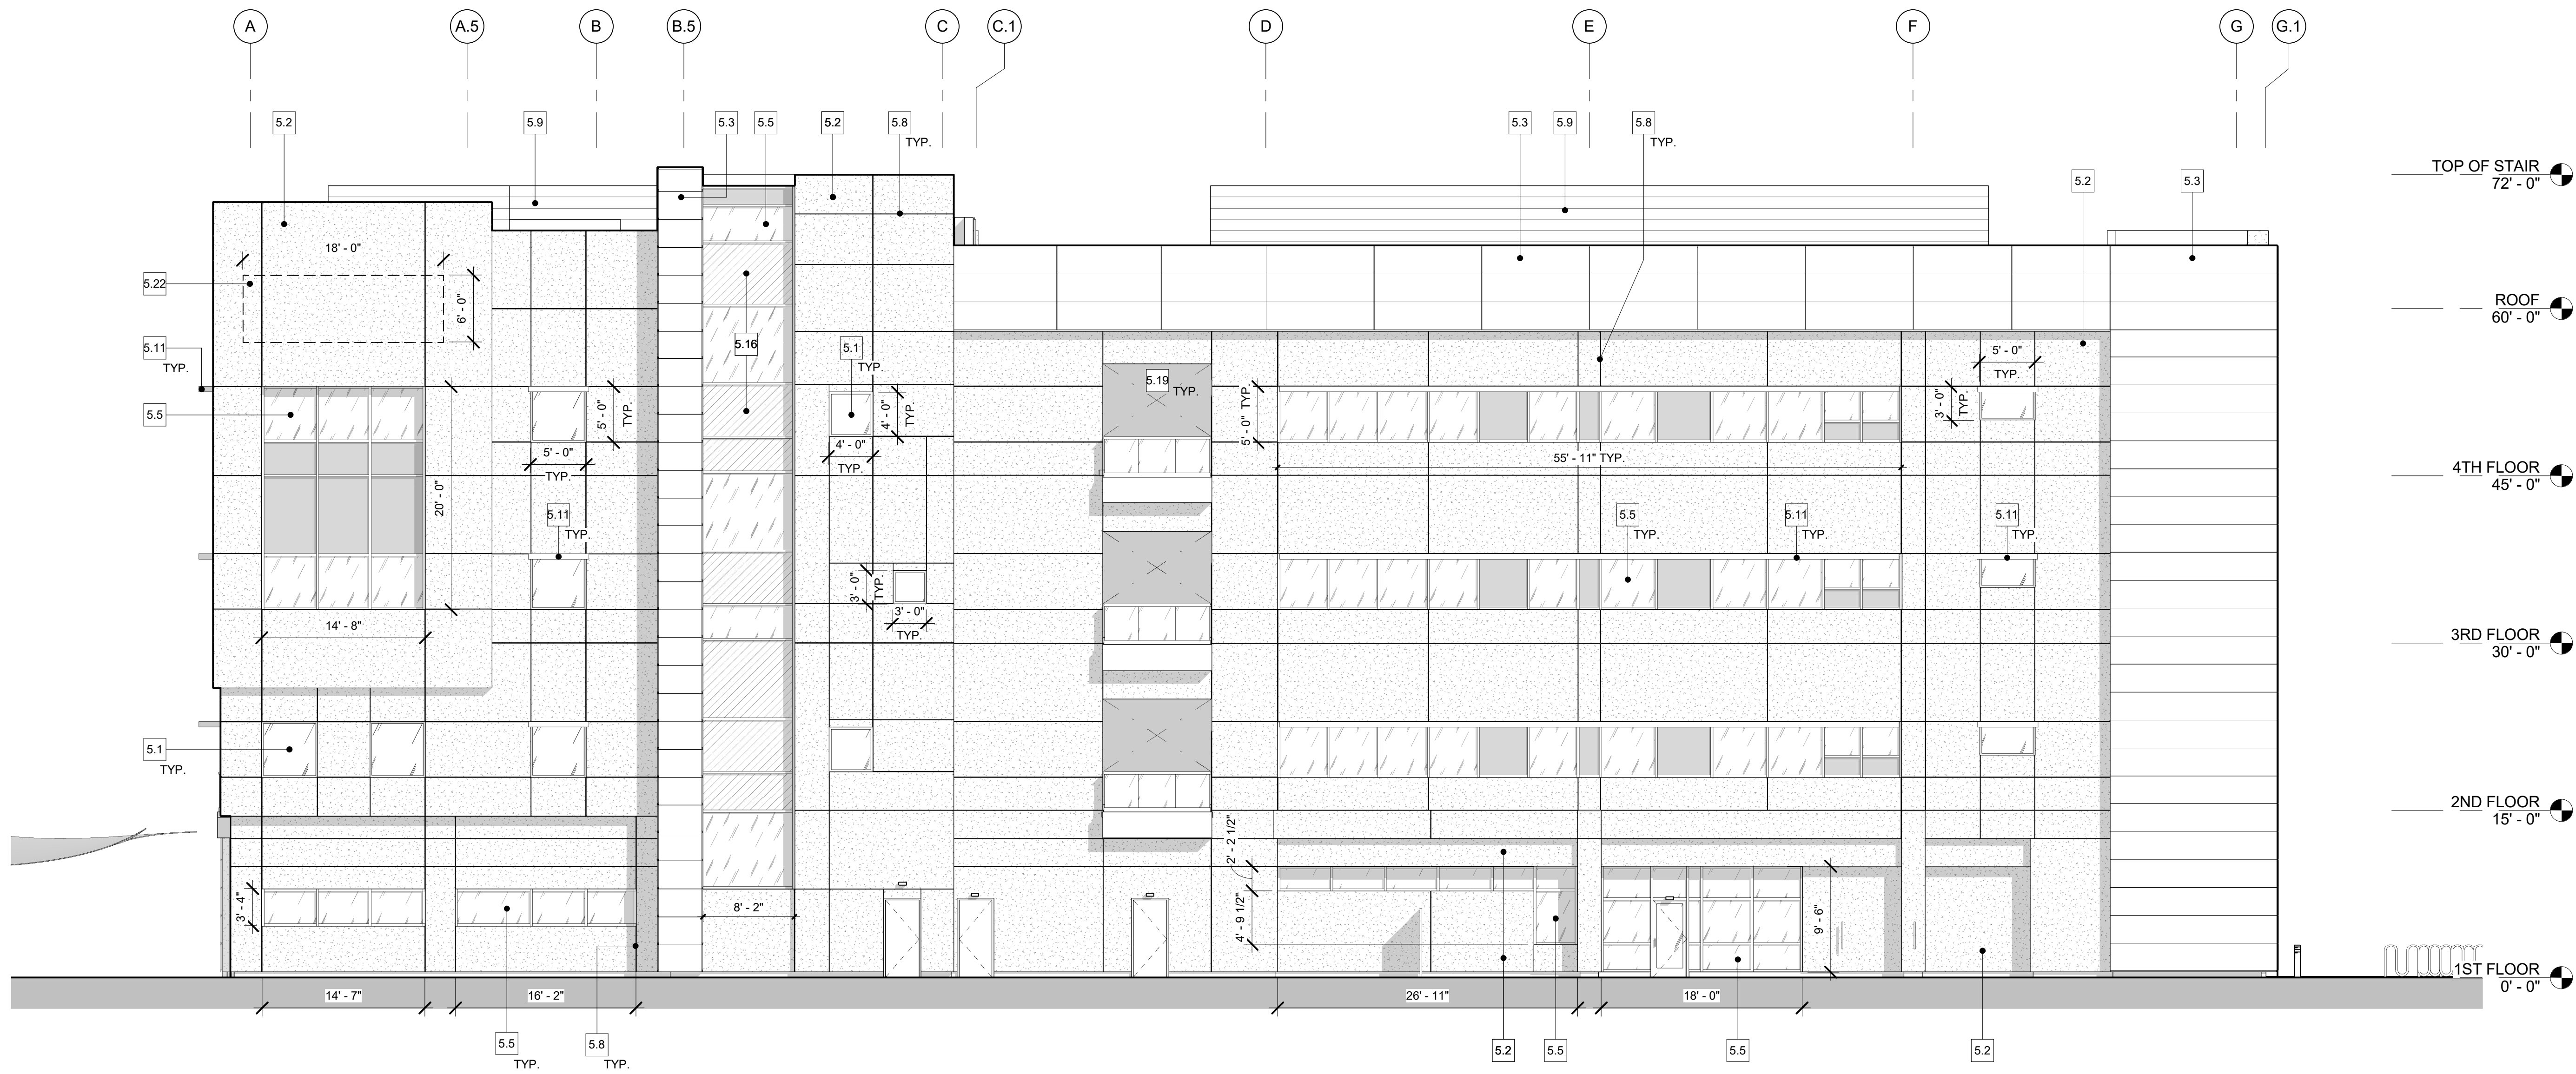 A
A.5
B
B.5
C
C.1
D
E
F
G
G.1
5.2
5.9
5.3
5.5
5.2
5.8
TYP.
5.3
5.9
5.8
TYP.
5.2
5.3
TOP OF STAIR
72' - 0"
18' - 0"
5.22
6' - 0"
ROOF
60' - 0"
5.11
TYP.
5.16
5.1
TYP.
5.19
TYP.
5' - 0"
TYP.
5.5
5' - 0"
TYP.
4' - 0"
TYP.
5' - 0" TYP.
3' - 0"
TYP.
5' - 0"
TYP.
4' - 0"
TYP.
55' - 11" TYP.
4TH FLOOR
45' - 0"
20' - 0"
5.11
TYP.
5.5
TYP.
5.11
TYP.
5.11
TYP.
3' - 0"
TYP.
3' - 0"
TYP.
14' - 8"
3RD FLOOR
30' - 0"
5.1
TYP.
2ND FLOOR
15' - 0"
2' - 2 1/2"
3' - 4"
8' - 2"
4' - 9 1/2"
9' - 6"
1ST FLOOR
0' - 0"
14' - 7"
16' - 2"
26' - 11"
18' - 0"
5.5
TYP.
5.8
TYP.
5.2
5.5
5.5
5.2